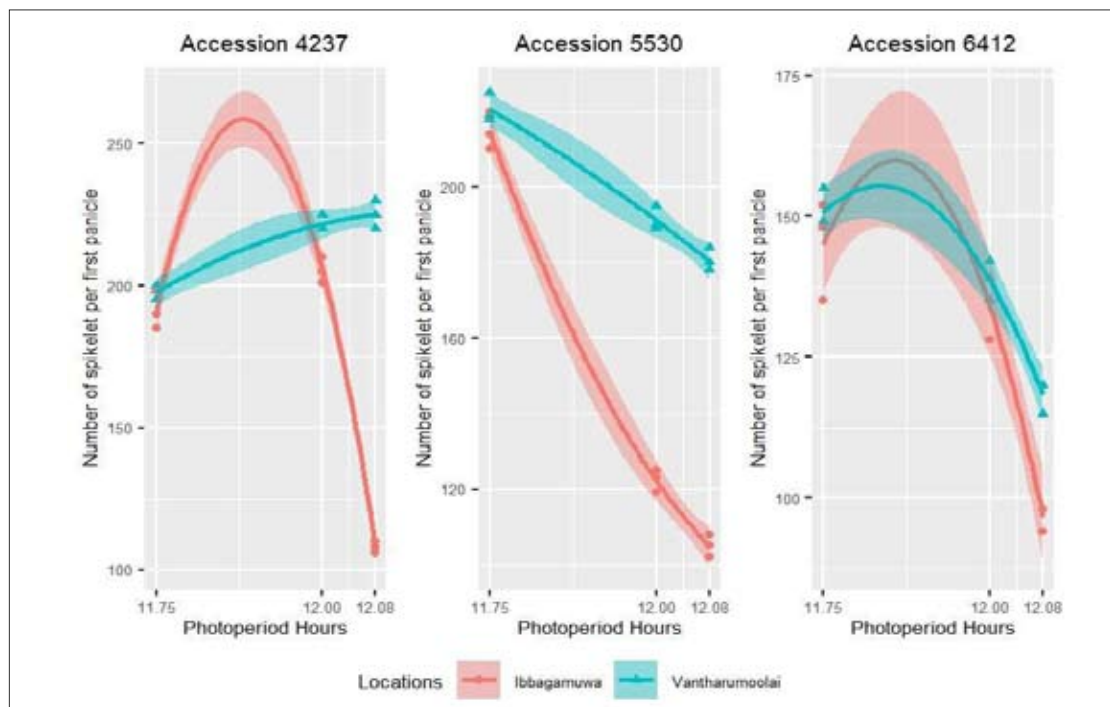 Accession 4237
Accession 5530
Accession 6412
Number of spikelet per first panicle
250
200
150
100
11.75
12.00
12.08
Photoperiod Hours
Number of spikelet per first panicle
200
160
120
11.75
12.00
12.08
Photoperiod Hours
Number of spikelet per first panicle
175
150
125
100
11.75
12.00
12.08
Photoperiod Hours
Locations
Ibbagamuwa
Vantharumoolai